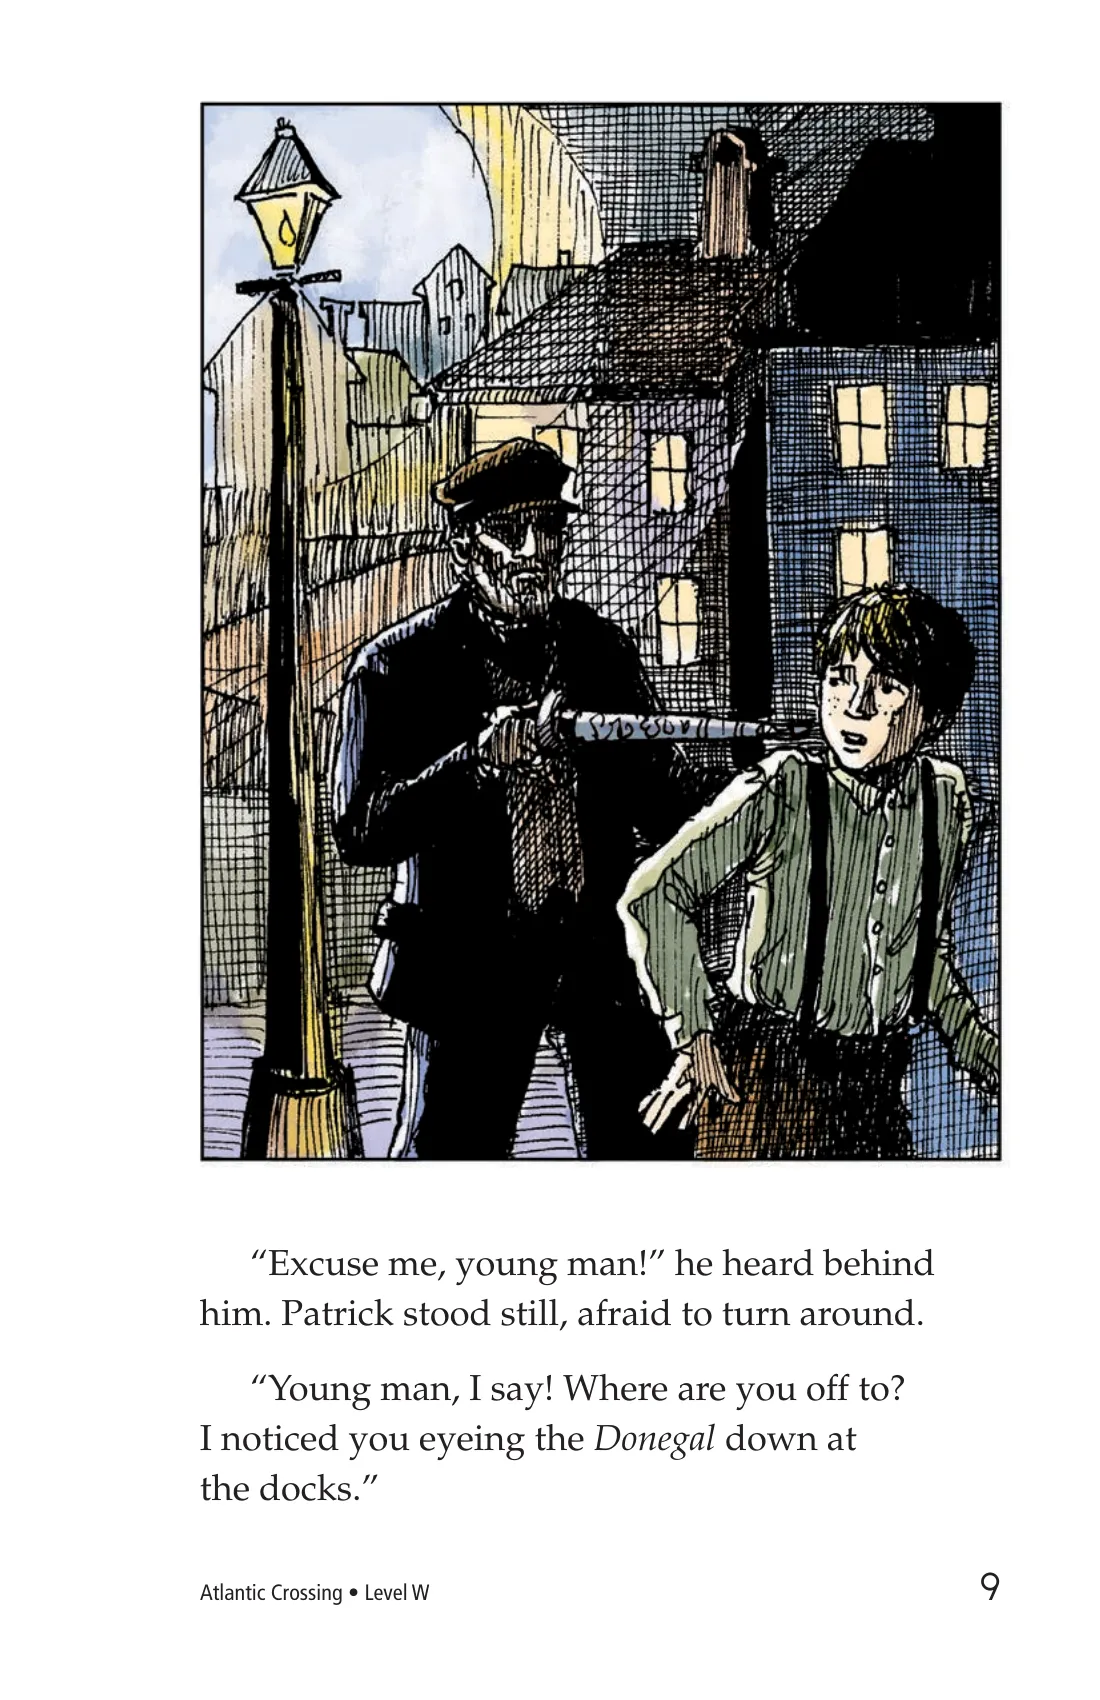 “Excuse me, young man!” he heard behind
him. Patrick stood still, afraid to turn around.
“Young man, I say! Where are you off to?
I noticed you eyeing the Donegal down at
the docks.”
Atlantic Crossing • Level W
9